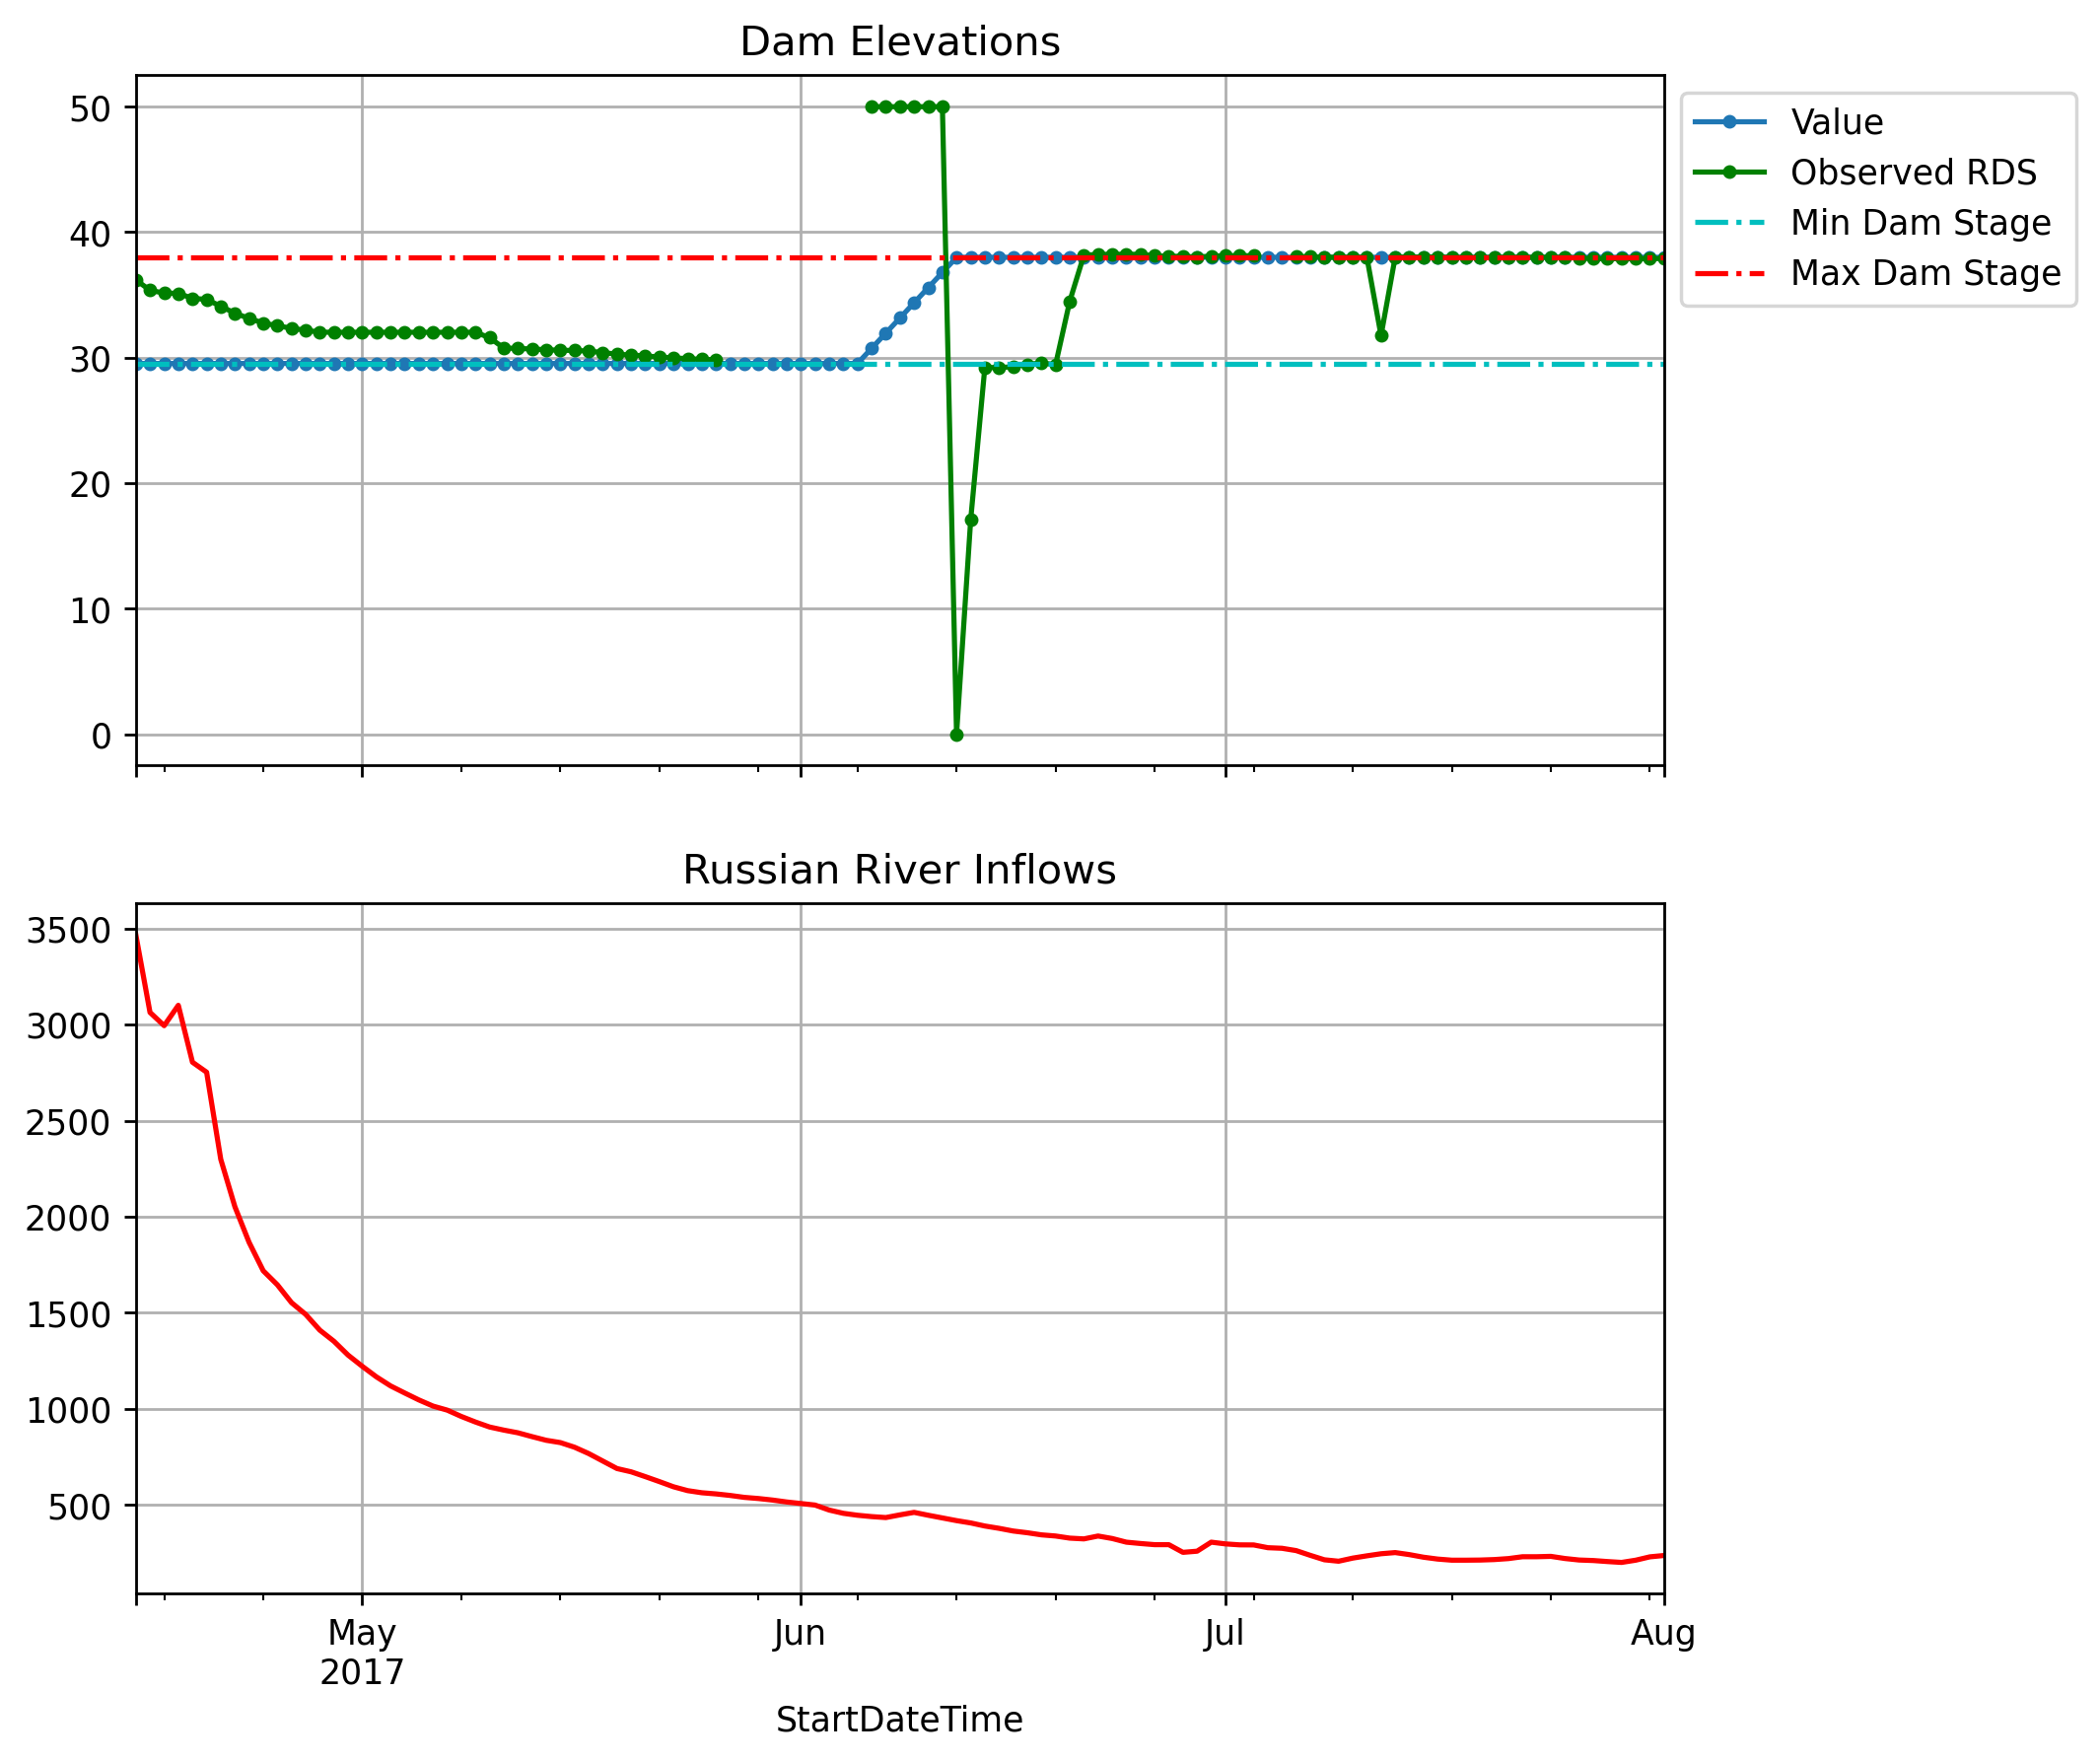 Dam Elevations
50
40
30
20
10
0
Value
Observed RDS
Min Dam Stage
Max Dam Stage
Russian River Inflows
3500
3000
2500
2000
1500
1000
500
May
2017
Jun
Jul
Aug
StartDateTime